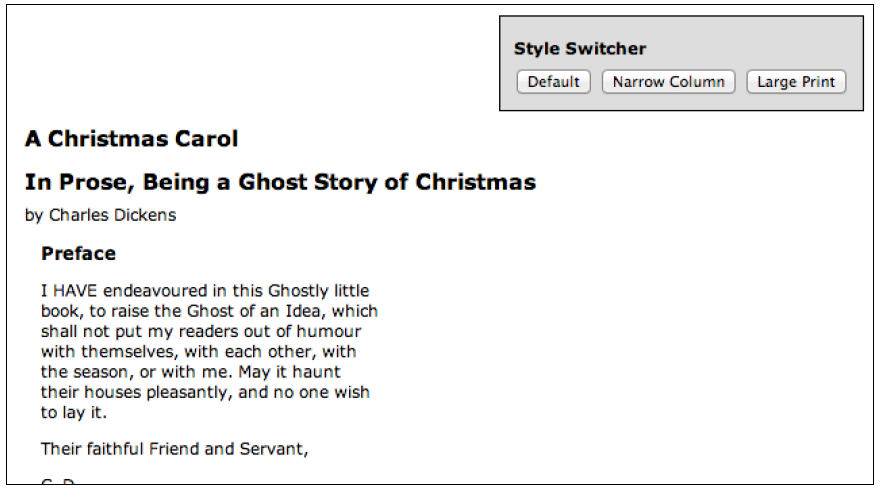 Style Switcher
Default Narrow Column Large Print
A Christmas Carol
In Prose, Being a Ghost Story of Christmas
by Charles Dickens
Preface
I HAVE endeavoured in this Ghostly little
book, to raise the Ghost of an Idea, which
shall not put my readers out of humour
with themselves, with each other, with
the season, or with me. May it haunt
their houses pleasantly, and no one wish
to lay it.
Their faithful Friend and Servant,